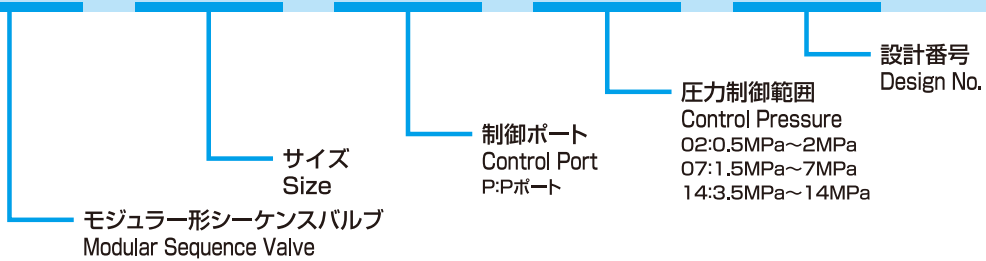 設計番号
Design No.
圧力制御範囲
Control Pressure
02:0.5MPa～2MPa
07:1.5MPa～7MPa
14:3.5MPa～14MPa
制御ポート
Control Port
P:Pポート
サイズ
Size
モジュラー形シーケンスバルブ
Modular Sequence Valve